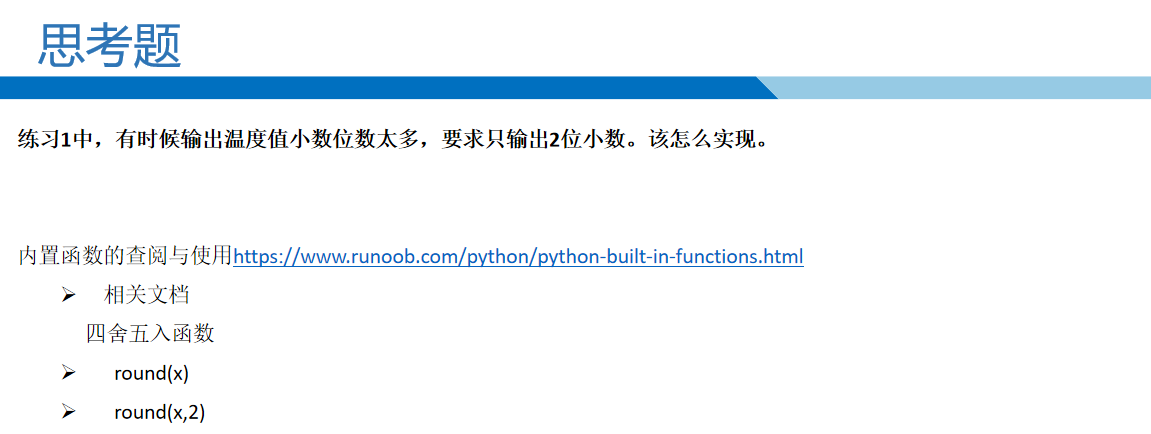 思考题
练习1中，有时候输出温度值小数位数太多，要求只输出2位小数。该怎么实现。
内置函数的查阅与使用https://www.runoob.com/python/python-built-in-functions.html
➢ 相关文档
四舍五入函数
➢ round(x)
➢ round(x,2)